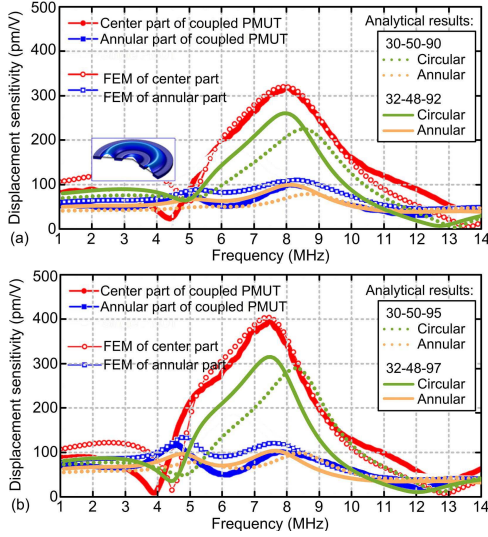 500
400
300
200
100
0
Displacement sensitivity (pm/V)
Center part of coupled PMUT
Annular part of coupled PMUT
FEM of center part
FEM of annular part
Analytical results:
30-50-90
Circular
Annular
32-48-92
Circular
Annular
(a)
1 2 3 4 5 6 7 8 9 10 11 12 13 14
Frequency (MHz)
500
400
300
200
100
0
Displacement sensitivity (pm/V)
Center part of coupled PMUT
Annular part of coupled PMUT
FEM of center part
FEM of annular part
Analytical results:
30-50-95
Circular
Annular
32-48-97
Circular
Annular
(b)
1 2 3 4 5 6 7 8 9 10 11 12 13 14
Frequency (MHz)